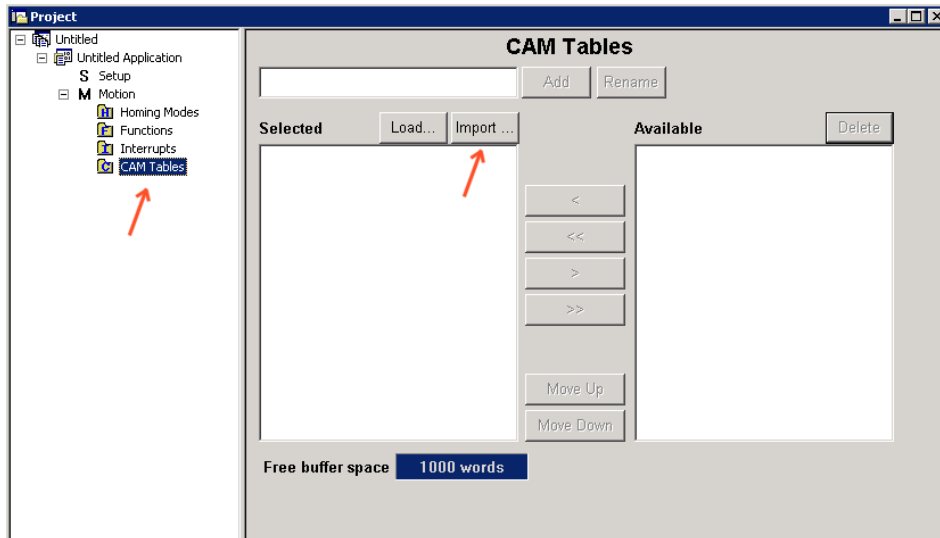 Project
Untitled
Untitled Application
S Setup
M Motion
H Homing Modes
F Functions
I Interrupts
C CAM Tables
CAM Tables
Add Rename
Selected Load... Import ... Available Delete
<
<<
>
>>
Move Up
Move Down
Free buffer space 1000 words